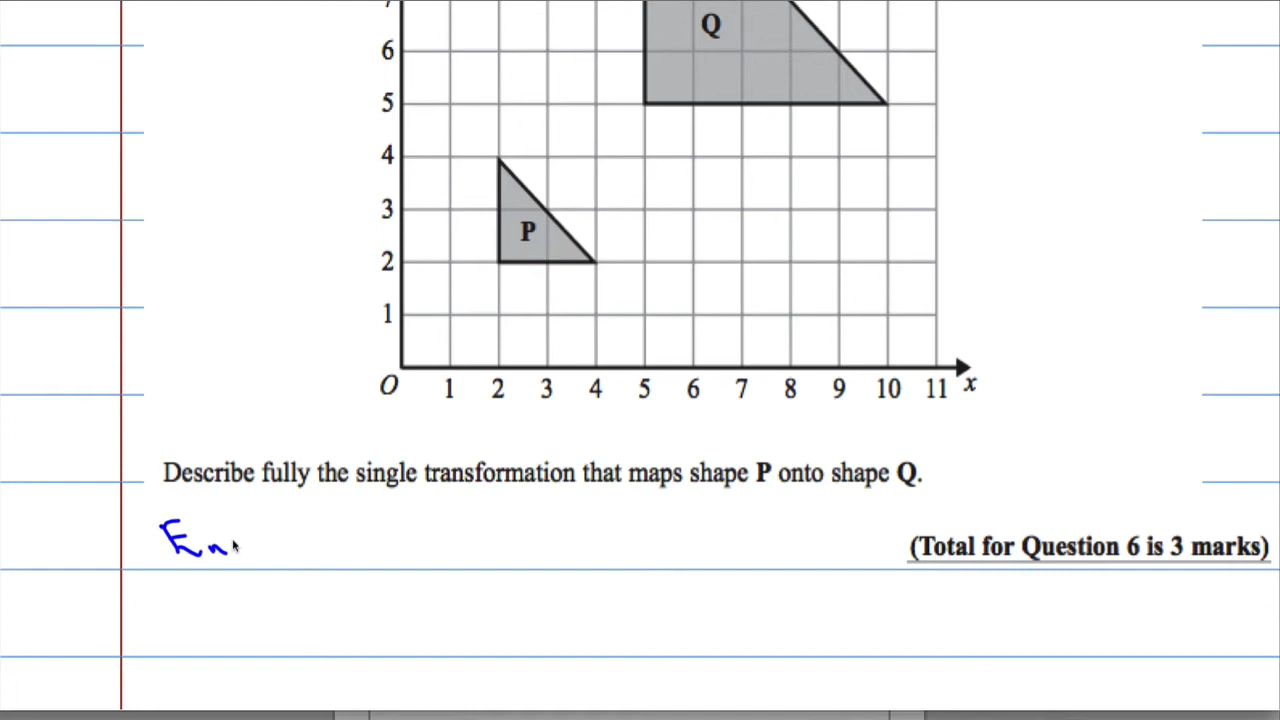 7
Q
6
5
4
3
P
2
1
O 1 2 3 4 5 6 7 8 9 10 11 x
Describe fully the single transformation that maps shape P onto shape Q.
En
(Total for Question 6 is 3 marks)